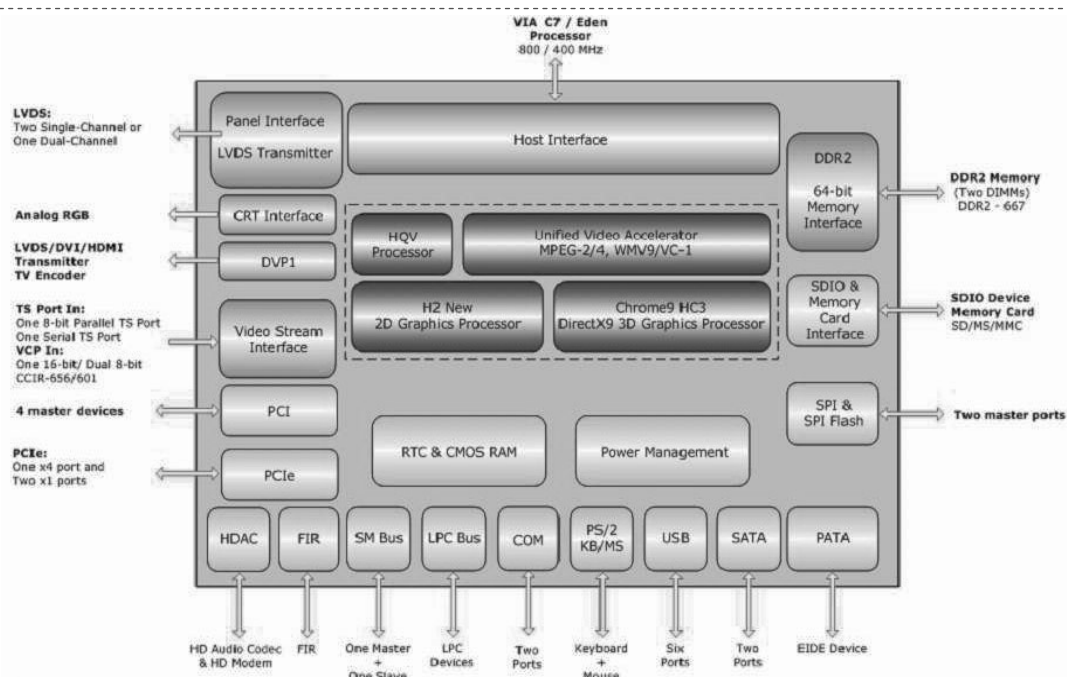 VIA C7 / Eden
Processor
800 / 400 MHz
LVDS:
Two Single-Channel or
One Dual-Channel
Panel Interface
LVDS Transmitter
Host Interface
DDR2
64-bit
Memory
Interface
DDR2 Memory
(Two DIMMs)
DDR2 - 667
Analog RGB
CRT Interface
LVDS/DVI/HDMI
Transmitter
TV Encoder
DVP1
HQV
Processor
Unified Video Accelerator
MPEG-2/4, WMV9/VC-1
H2 New
2D Graphics Processor
Chrome9 HC3
DirectX9 3D Graphics Processor
SDIO &
Memory
Card
Interface
SDIO Device
Memory Card
SD/MS/MMC
TS Port In:
One 8-bit Parallel TS Port
One Serial TS Port
VCP In:
One 16-bit/ Dual 8-bit
CCIR-656/601
Video Stream
Interface
4 master devices
PCI
SPI &
SPI Flash
Two master ports
PCIe:
One x4 port and
Two x1 ports
PCIe
RTC & CMOS RAM
Power Management
HDAC
FIR
SM Bus
LPC Bus
COM
PS/2
KB/MS
USB
SATA
PATA
HD Audio Codec
& HD Modem
FIR
One Master
+
One Slave
LPC
Devices
Two
Ports
Keyboard
+
Mouse
Six
Ports
Two
Ports
EIDE Device